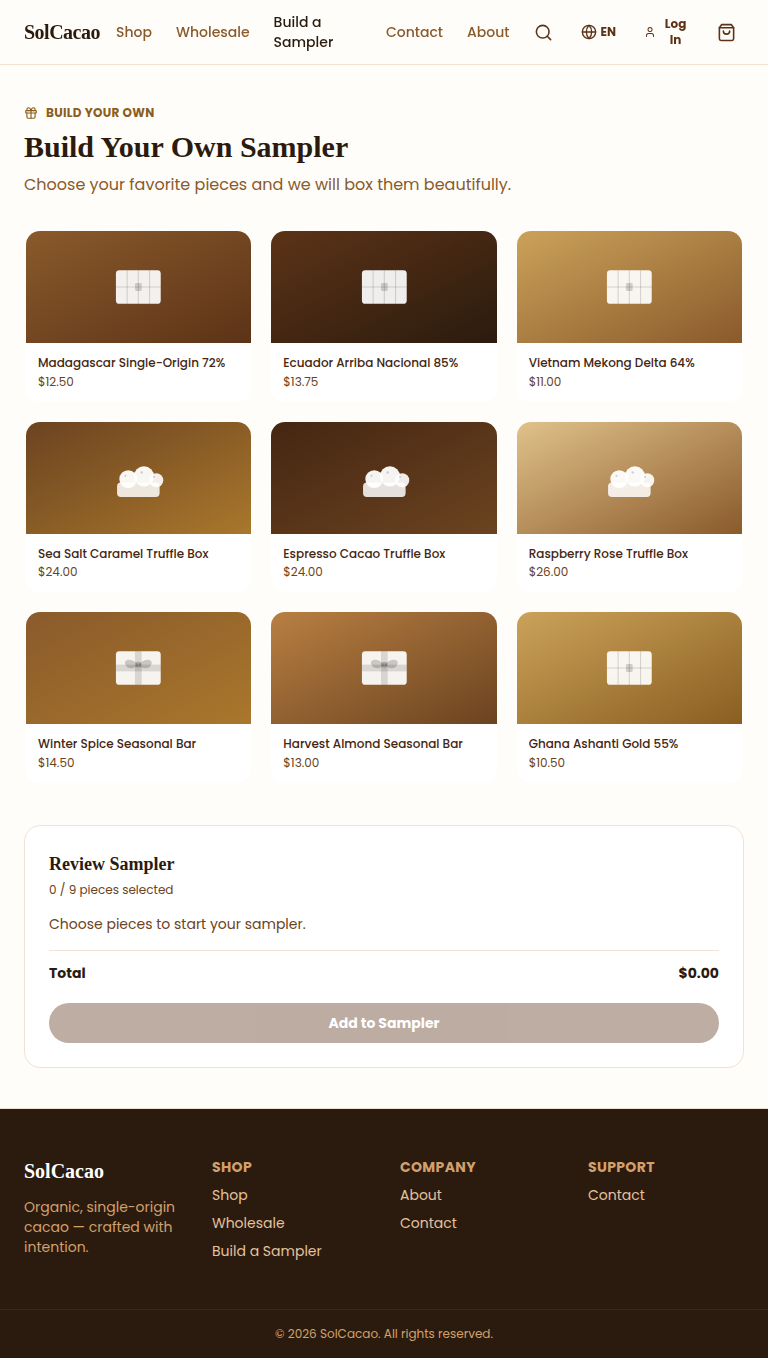 SolCacao
Shop
Wholesale
Build a
Sampler
Contact
About
EN
Log
In
BUILD YOUR OWN
Build Your Own Sampler
Choose your favorite pieces and we will box them beautifully.
Madagascar Single-Origin 72%
$12.50
Ecuador Arriba Nacional 85%
$13.75
Vietnam Mekong Delta 64%
$11.00
Sea Salt Caramel Truffle Box
$24.00
Espresso Cacao Truffle Box
$24.00
Raspberry Rose Truffle Box
$26.00
Winter Spice Seasonal Bar
$14.50
Harvest Almond Seasonal Bar
$13.00
Ghana Ashanti Gold 55%
$10.50
Review Sampler
0 / 9 pieces selected
Choose pieces to start your sampler.
Total $0.00
Add to Sampler
SolCacao
Organic, single-origin
cacao — crafted with
intention.
SHOP
Shop
Wholesale
Build a Sampler
COMPANY
About
Contact
SUPPORT
Contact
© 2026 SolCacao. All rights reserved.